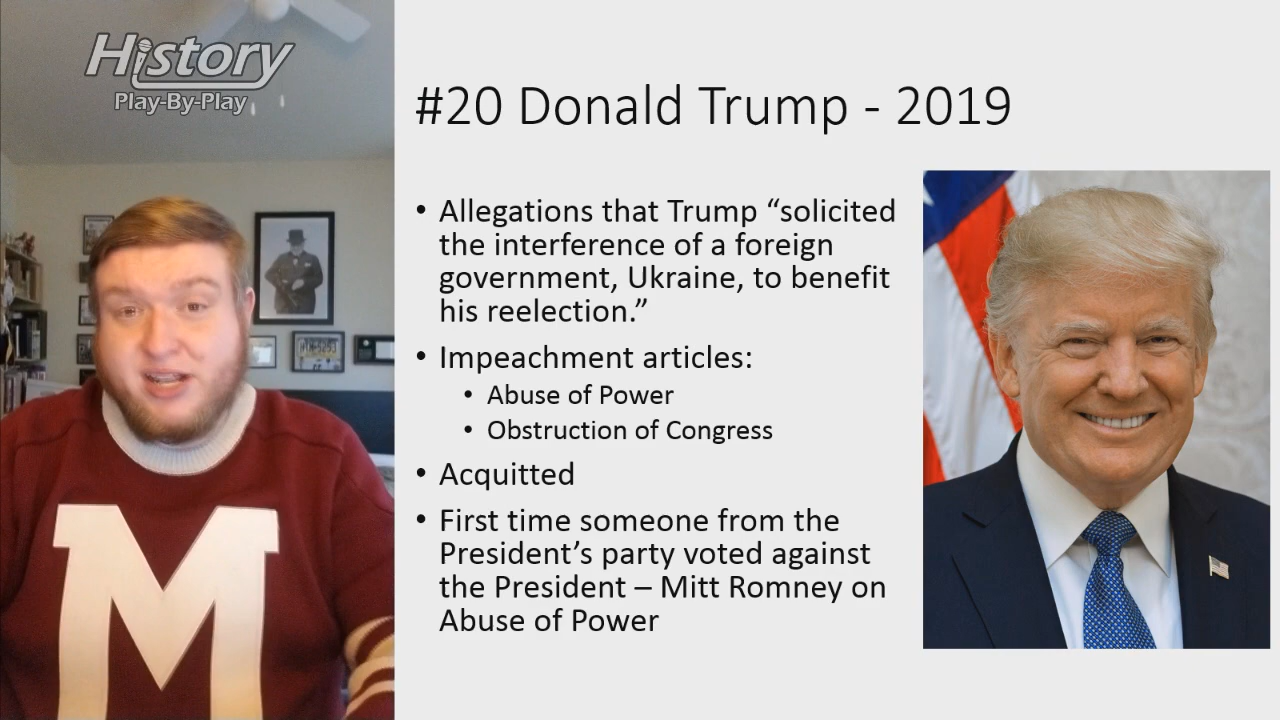 History
Play-By-Play
#20 Donald Trump - 2019
• Allegations that Trump “solicited
the interference of a foreign
government, Ukraine, to benefit
his reelection.”
• Impeachment articles:
• Abuse of Power
• Obstruction of Congress
• Acquitted
• First time someone from the
President’s party voted against
the President – Mitt Romney on
Abuse of Power
M